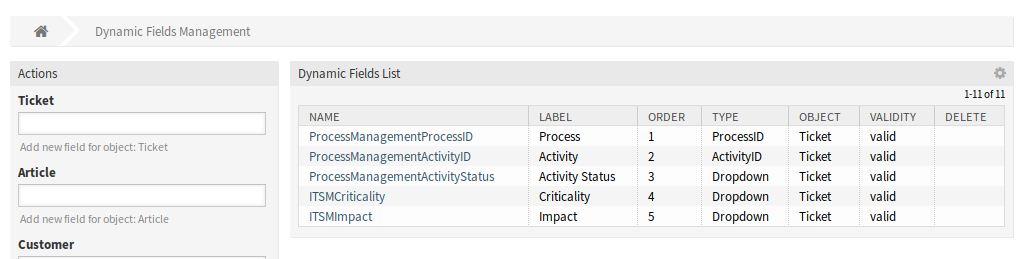 Dynamic Fields Management
Actions
Ticket
Add new field for object: Ticket
Article
Add new field for object: Article
Customer
Dynamic Fields List
1-11 of 11
NAME LABEL ORDER TYPE OBJECT VALIDITY DELETE
ProcessManagementProcessID Process 1 ProcessID Ticket valid
ProcessManagementActivityID Activity 2 ActivityID Ticket valid
ProcessManagementActivityStatus Activity Status 3 Dropdown Ticket valid
ITSMCriticality Criticality 4 Dropdown Ticket valid
ITSMImpact Impact 5 Dropdown Ticket valid